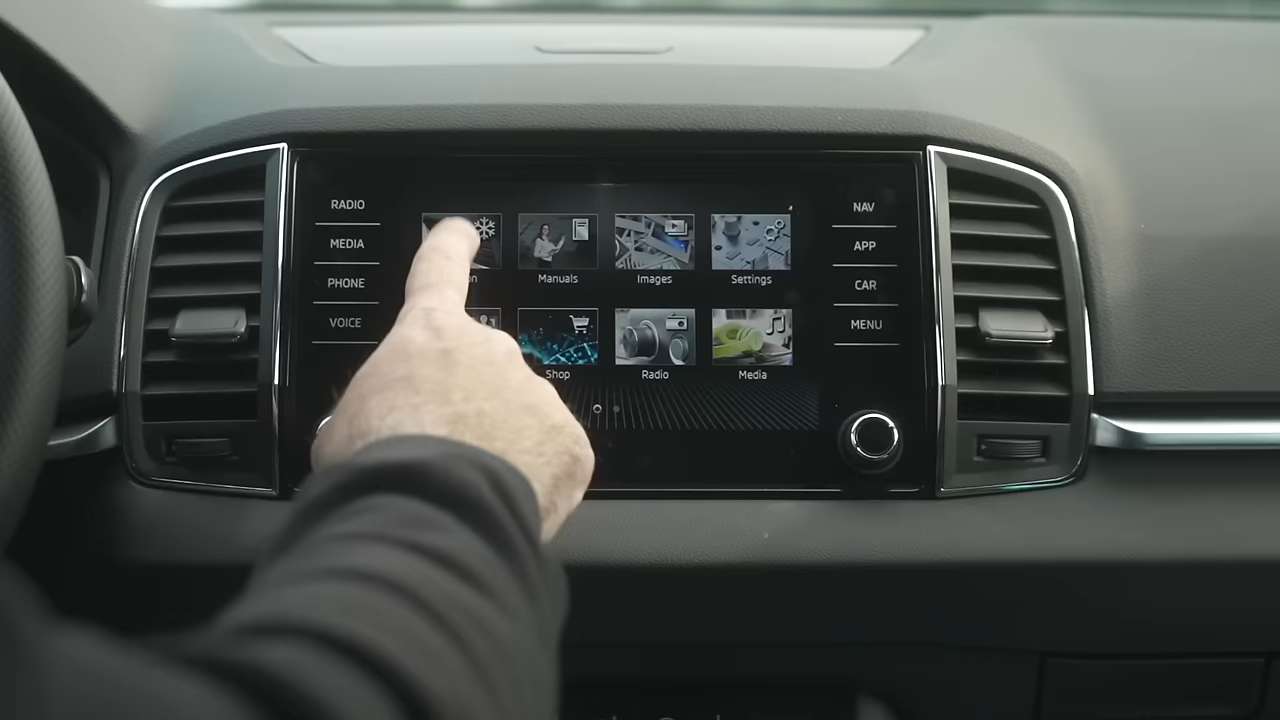 RADIO
MEDIA
PHONE
VOICE
Manuals
Images
Settings
Shop
Radio
Media
NAV
APP
CAR
MENU